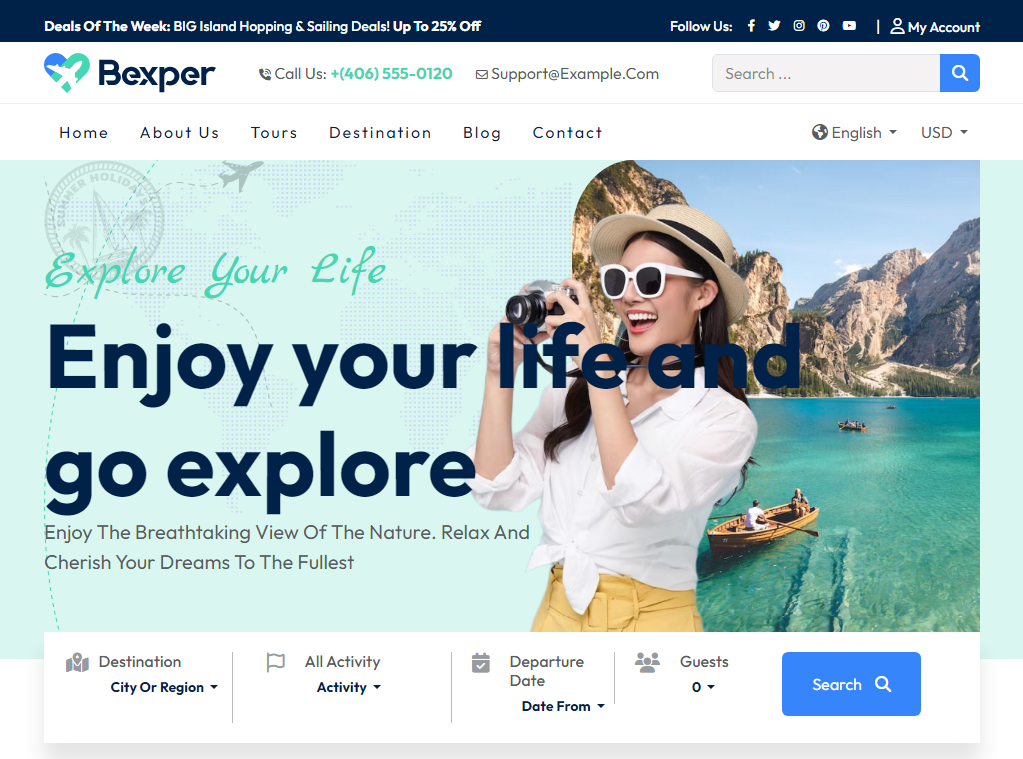 Deals Of The Week: BIG Island Hopping & Sailing Deals! Up To 25% Off
Follow Us:
| My Account
Bexper
Call Us: +(406) 555-0120
Support@Example.Com
Search ...
Home
About Us
Tours
Destination
Blog
Contact
English
USD
SUMMER HOLIDAYS
Explore Your Life
Enjoy your life and
go explore
Enjoy The Breathtaking View Of The Nature. Relax And
Cherish Your Dreams To The Fullest
Destination
City Or Region
All Activity
Activity
Departure
Date
Date From
Guests
0
Search